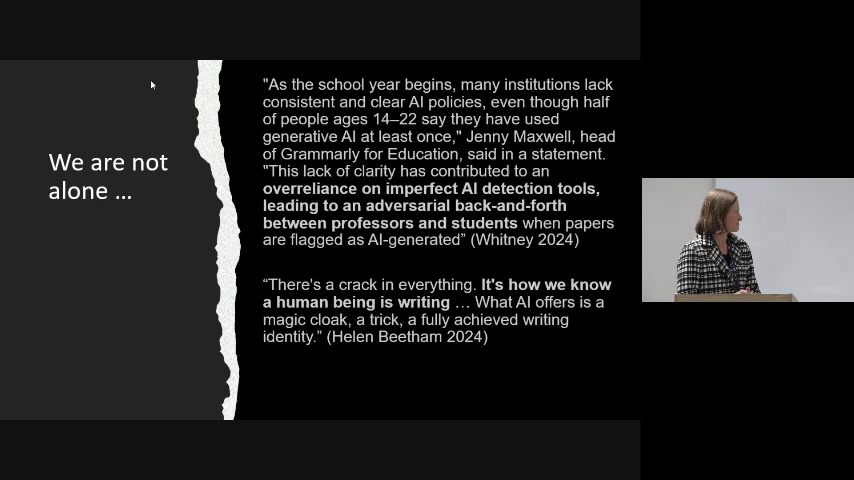 We are not
alone ...
"As the school year begins, many institutions lack
consistent and clear AI policies, even though half
of people ages 14–22 say they have used
generative AI at least once," Jenny Maxwell, head
of Grammarly for Education, said in a statement.
"This lack of clarity has contributed to an
overreliance on imperfect AI detection tools,
leading to an adversarial back-and-forth
between professors and students when papers
are flagged as AI-generated” (Whitney 2024)
“There's a crack in everything. It's how we know
a human being is writing … What AI offers is a
magic cloak, a trick, a fully achieved writing
identity.” (Helen Beetham 2024)